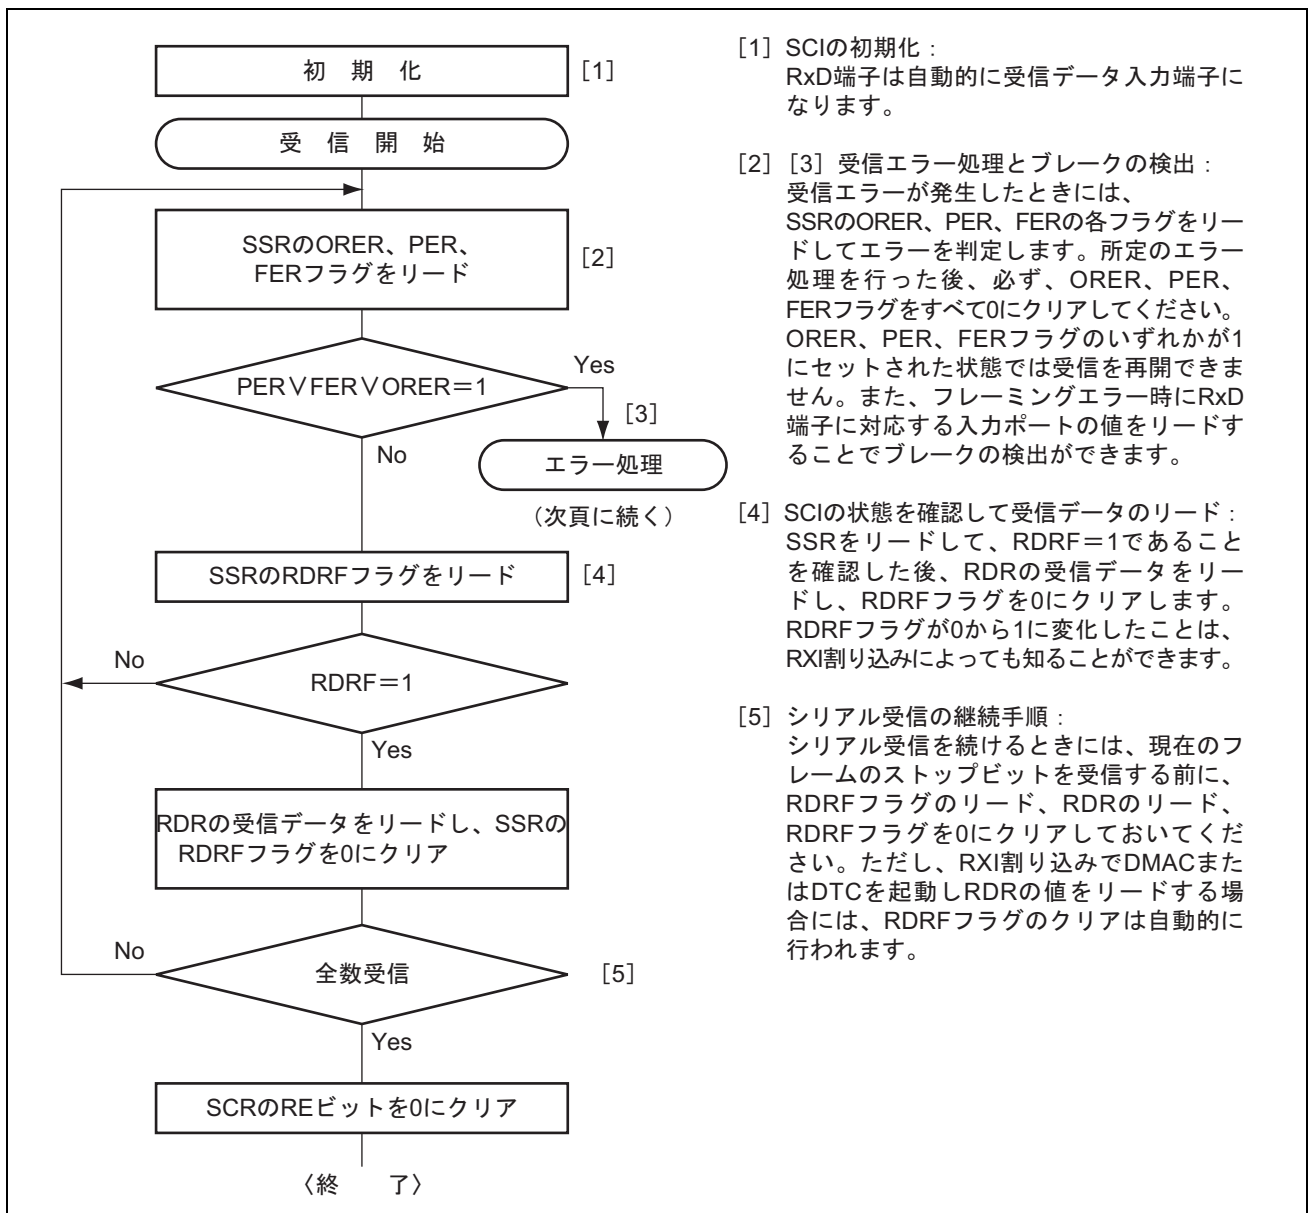 初 期 化 [1]
受 信 開 始
SSRのORER、PER、
FERフラグをリード
[2]
PER∨FER∨ORER＝1
Yes
[3]
No
エラー処理
（次頁に続く）
SSRのRDRFフラグをリード [4]
No
RDRF＝1
Yes
RDRの受信データをリードし、SSRの
RDRFフラグを0にクリア
No
全数受信 [5]
Yes
SCRのREビットを0にクリア
〈終 了〉
[1] SCIの初期化：
RxD端子は自動的に受信データ入力端子に
なります。
[2] [3] 受信エラー処理とブレークの検出：
受信エラーが発生したときには、
SSRのORER、PER、FERの各フラグをリー
ドしてエラーを判定します。所定のエラー
処理を行った後、必ず、ORER、PER、
FERフラグをすべて0にクリアしてください。
ORER、PER、FERフラグのいずれかが1
にセットされた状態では受信を再開できま
せん。また、フレーミングエラー時にRxD
端子に対応する入力ポートの値をリードす
ることでブレークの検出ができます。
[4] SCIの状態を確認して受信データのリード：
SSRをリードして、RDRF＝1であること
を確認した後、RDRの受信データをリー
ドし、RDRFフラグを0にクリアします。
RDRFフラグが0から1に変化したことは、
RXI割り込みによっても知ることができます。
[5] シリアル受信の継続手順：
シリアル受信を続けるときには、現在のフ
レームのストップビットを受信する前に、
RDRFフラグのリード、RDRのリード、
RDRFフラグを0にクリアしておいてくだ
さい。ただし、RXI割り込みでDMACまた
はDTCを起動しRDRの値をリードする場
合には、RDRFフラグのクリアは自動的に
行われます。